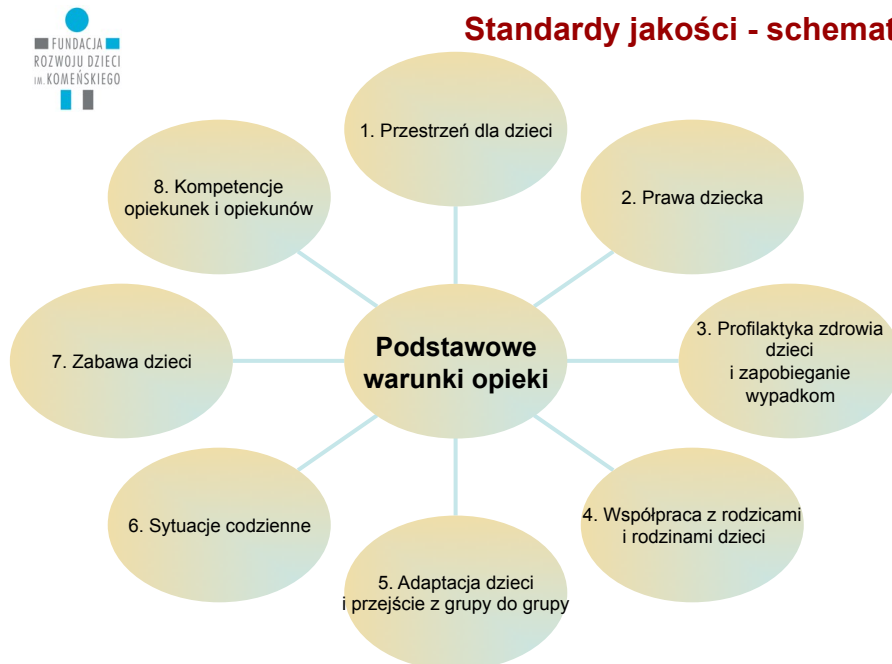 Standardy jakości - schemat
FUNDACJA
ROZWOJU DZIECI
IM. KOMEŃSKIEGO
1. Przestrzeń dla dzieci
2. Prawa dziecka
3. Profilaktyka zdrowia
dzieci
i zapobieganie
wypadkom
4. Współpraca z rodzicami
i rodzinami dzieci
5. Adaptacja dzieci
i przejście z grupy do grupy
6. Sytuacje codzienne
7. Zabawa dzieci
8. Kompetencje
opiekunek i opiekunów
Podstawowe
warunki opieki